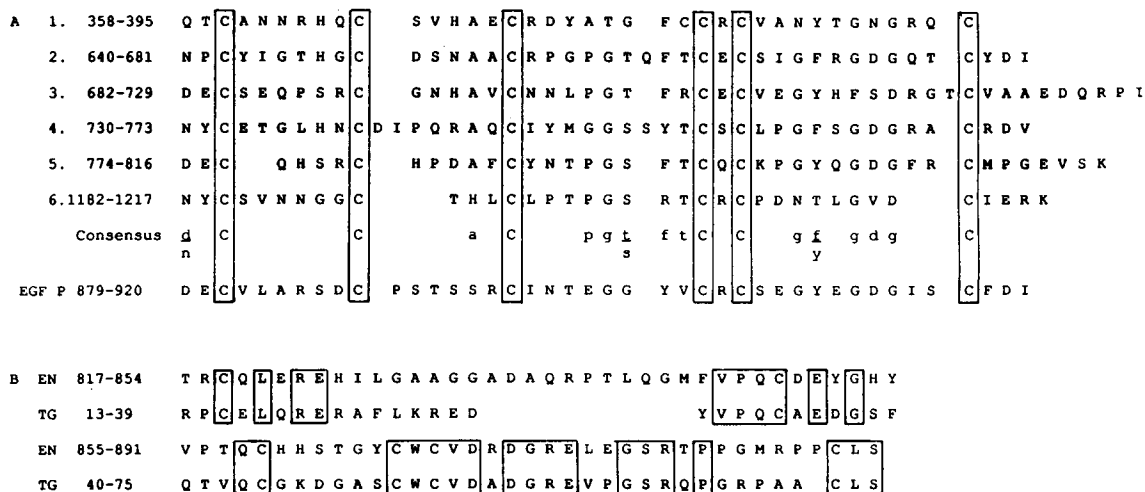 A 1. 358-395 Q T C A N N R H Q C S V H A E C R D Y A T G F C C R C V A N Y T G N G R Q C
2. 640-681 N P C Y I G T H G C D S N A A C R P G P G T Q F T C E C S I G F R G D G Q T C Y D I
3. 682-729 D E C S E Q P S R C G N H A V C N N L P G T F R C E C V E G Y H F S D R G T C V A A E D Q R P I
4. 730-773 N Y C E T G L H N C D I P Q R A Q C I Y M G G S S Y T C S C L P G F S G D G R A C R D V
5. 774-816 D E C Q H S R C H P D A F C Y N T P G S F T C Q C K P G Y Q G D G F R C M P G E V S K
6.1182-1217 N Y C S V N N G G C T H L C L P T P G S R T C R C P D N T L G V D C I E R K
Consensus d C C a C p g t f t C C g f g d g C
n s y
EGF P 879-920 D E C V L A R S D C P S T S S R C I N T E G G Y V C R C S E G Y E G D G I S C F D I
B EN 817-854 T R C Q L E R E H I L G A A G G A D A Q R P T L Q G M F V P Q C D E Y G H Y
TG 13-39 R P C E L Q R E R A F L K R E D Y V P Q C A E D G S F
EN 855-891 V P T Q C H H S T G Y C W C V D R D G R E L E G S R T P P G M R P P C L S
TG 40-75 Q T V Q C G K D G A S C W C V D A D G R E V P G S R Q P G R P A A C L S